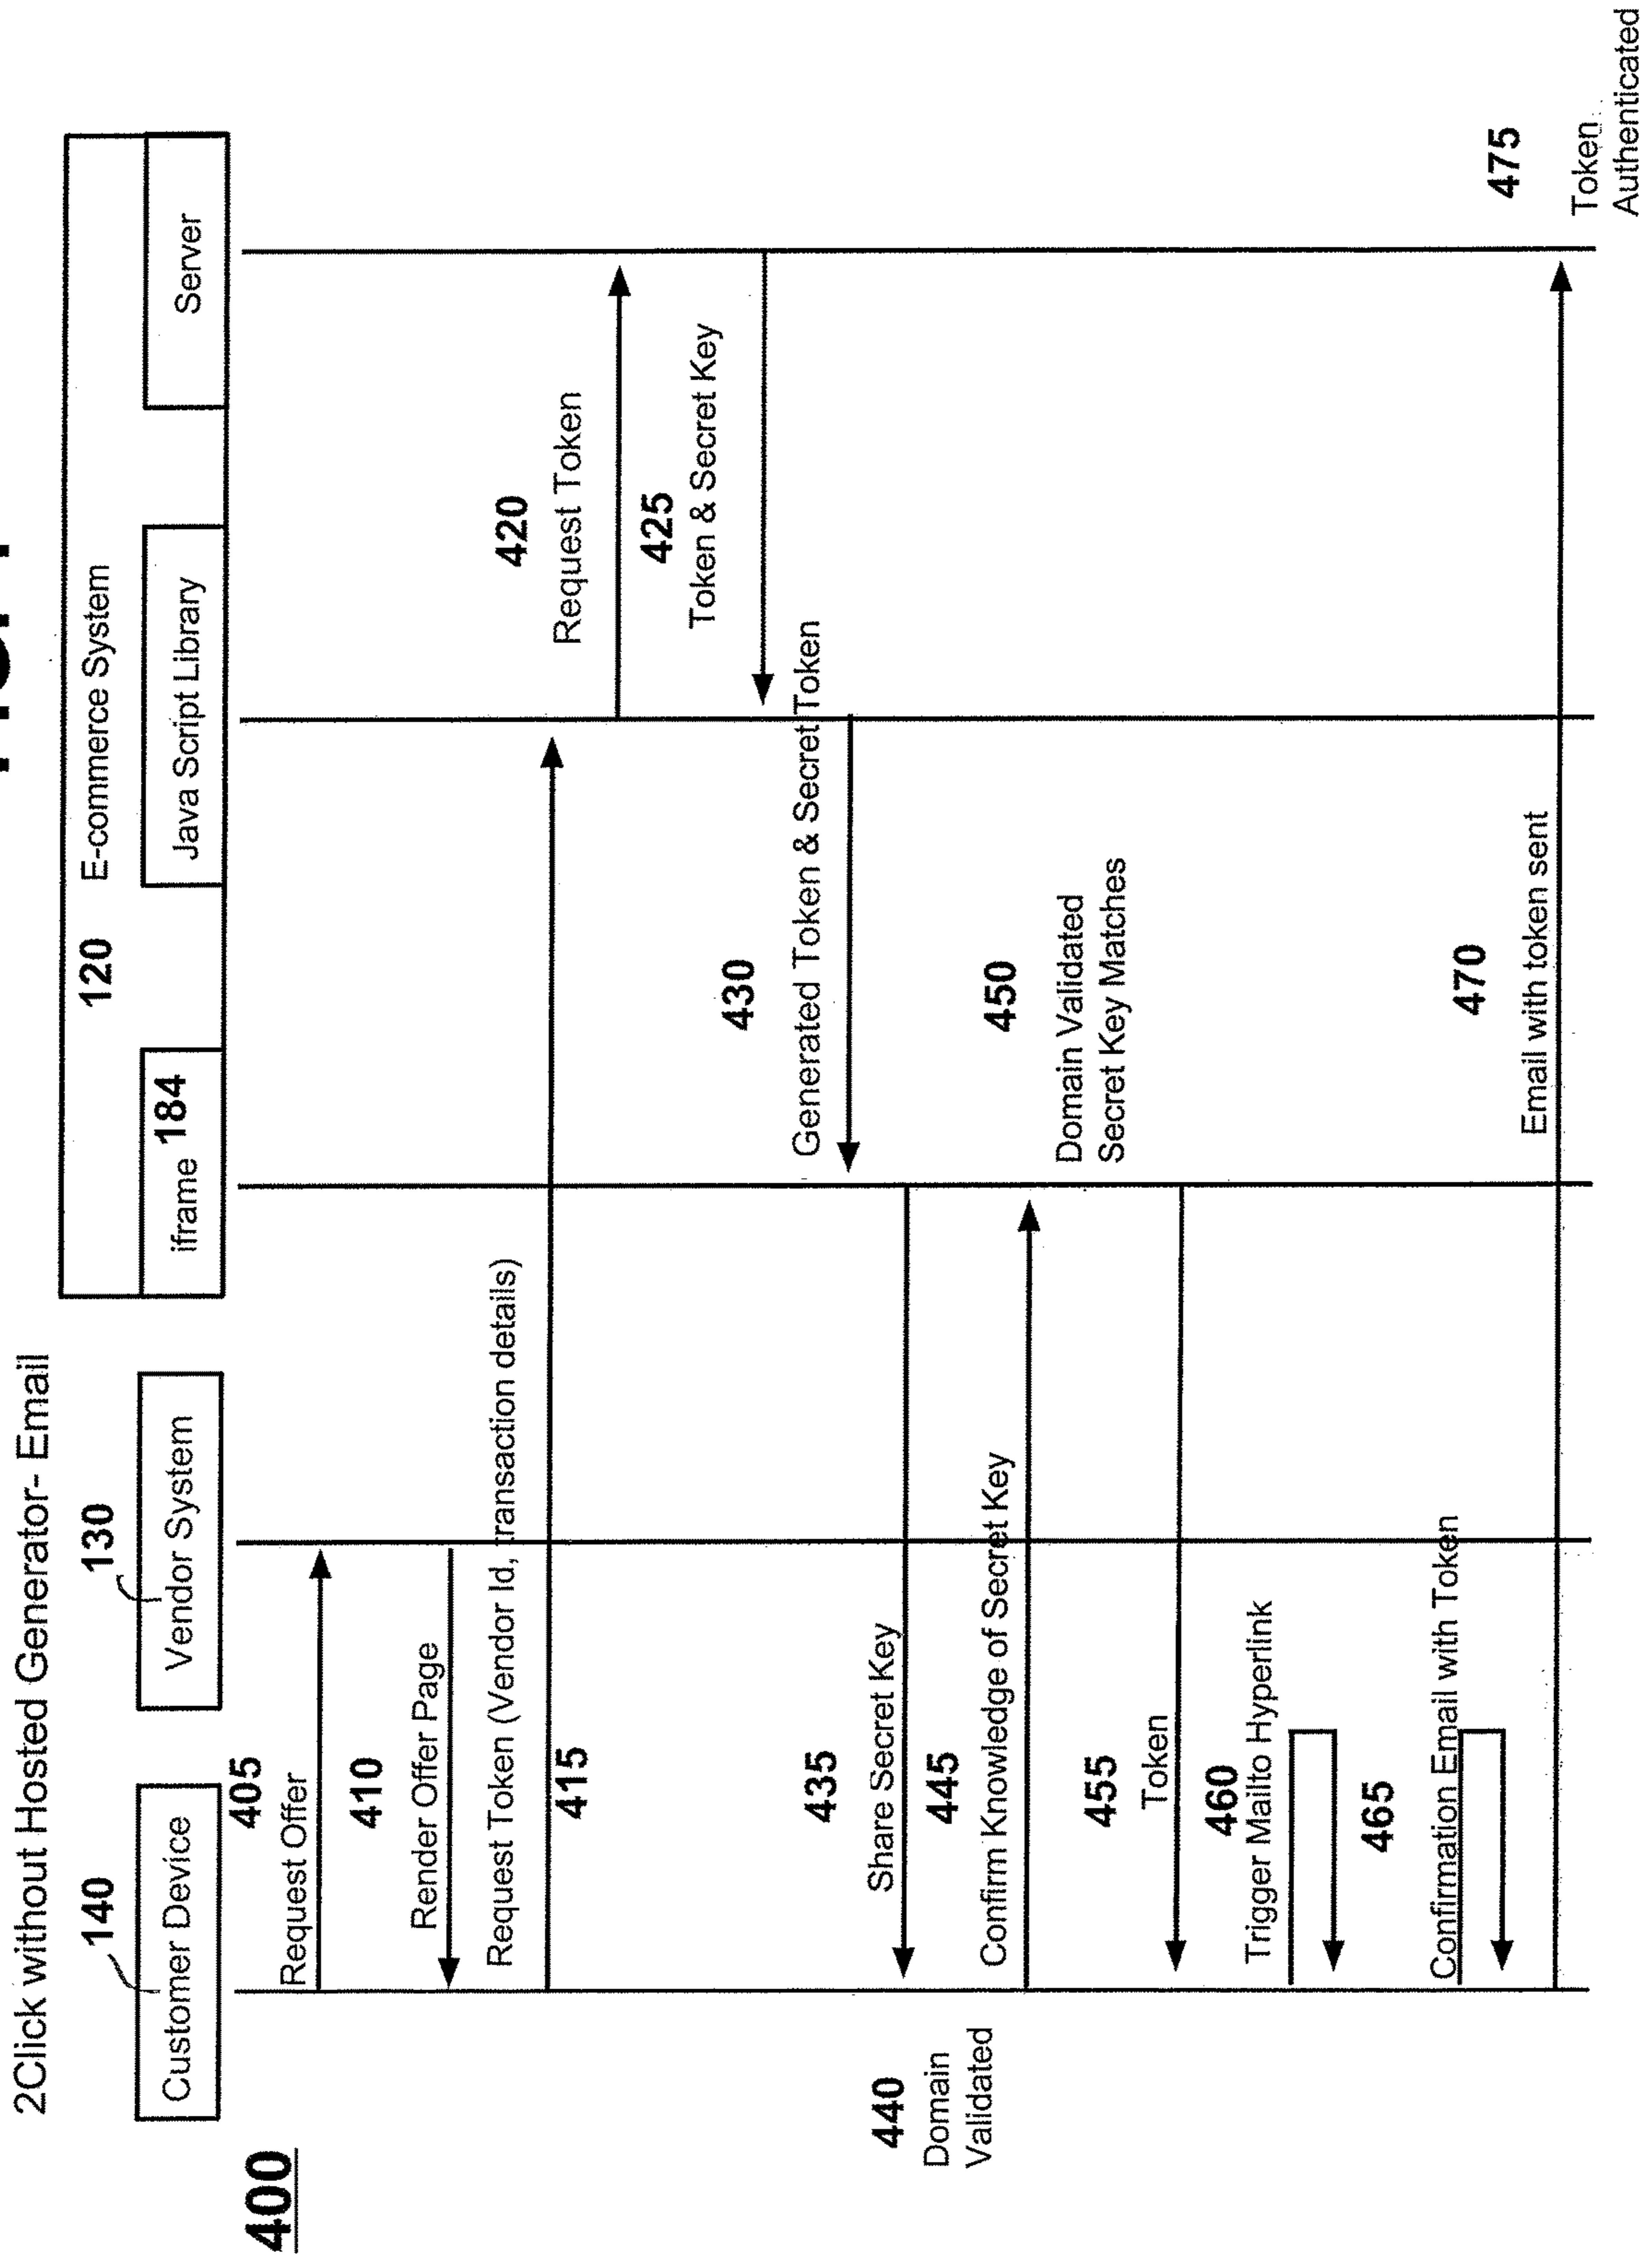 2Click without Hosted Generator- Email
400
140
Customer Device
130
Vendor System
120
E-commerce System
iframe
184
Java Script Library
Server
405
Request Offer
410
Render Offer Page
Request Token (Vendor Id, transaction details)
415
420
Request Token
425
Token & Secret Key
430
Generated Token & Secret Token
435
Share Secret Key
440
Domain
Validated
445
Confirm Knowledge of Secret Key
450
Domain Validated
Secret Key Matches
455
Token
460
Trigger Mailto Hyperlink
465
Confirmation Email with Token
470
Email with token sent
475
Token
Authenticated